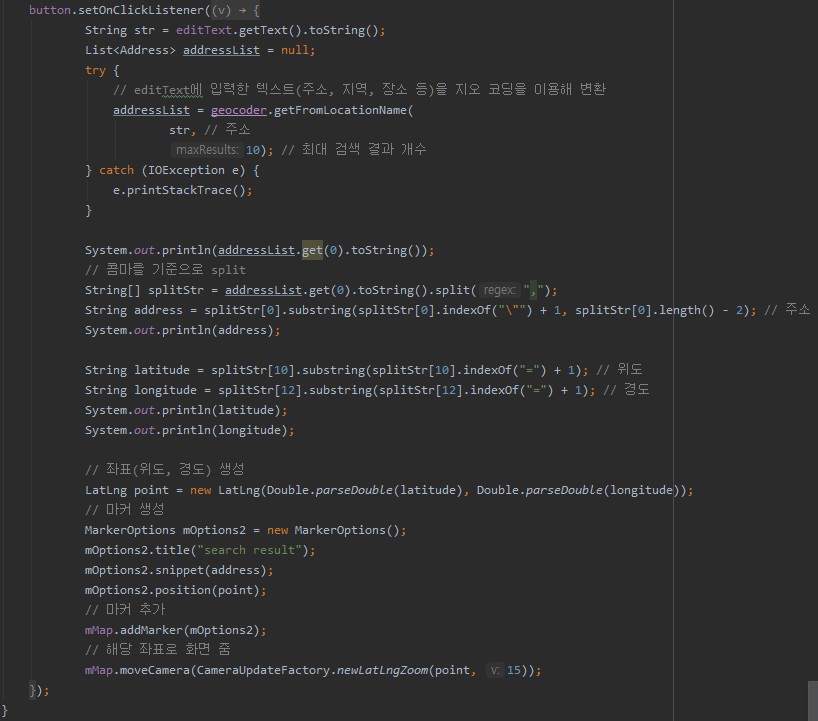 button.setOnClickListener((v) → {
String str = editText.getText().toString();
List<Address> addressList = null;
try {
// editText에 입력한 텍스트(주소, 지역, 장소 등)을 지오 코딩을 이용해 변환
addressList = geocoder.getFromLocationName(
str, // 주소
maxResults: 10); // 최대 검색 결과 개수
} catch (IOException e) {
e.printStackTrace();
}
System.out.println(addressList.get(0).toString());
// 콤마를 기준으로 split
String[] splitStr = addressList.get(0).toString().split( regex: ",");
String address = splitStr[0].substring(splitStr[0].indexOf("\"") + 1, splitStr[0].length() - 2); // 주소
System.out.println(address);
String latitude = splitStr[10].substring(splitStr[10].indexOf("=") + 1); // 위도
String longitude = splitStr[12].substring(splitStr[12].indexOf("=") + 1); // 경도
System.out.println(latitude);
System.out.println(longitude);
// 좌표(위도, 경도) 생성
LatLng point = new LatLng(Double.parseDouble(latitude), Double.parseDouble(longitude));
// 마커 생성
MarkerOptions mOptions2 = new MarkerOptions();
mOptions2.title("search result");
mOptions2.snippet(address);
mOptions2.position(point);
// 마커 추가
mMap.addMarker(mOptions2);
// 해당 좌표로 화면 줌
mMap.moveCamera(CameraUpdateFactory.newLatLngZoom(point, v: 15));
});
}